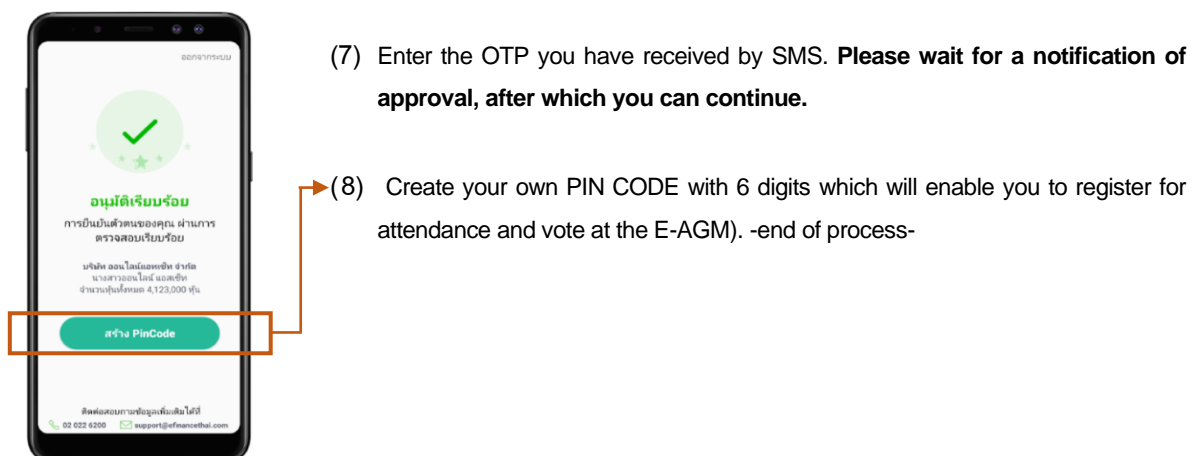 ออกจากระบบ
อนุมัติเรียบร้อย
การยืนยันตัวตนของคุณ ผ่านการ
ตรวจสอบเรียบร้อย
บริษัท ออนไลน์แอทเซ็ท จำกัด
นางสาวออนไลน์ แอสเซ็ท
จำนวนหุ้นทั้งหมด 4,123,000 หุ้น
สร้าง PinCode
ติดต่อสอบถามข้อมูลเพิ่มเติมได้ที่
02 022 6200 support@efinancethai.com
(7) Enter the OTP you have received by SMS. Please wait for a notification of
approval, after which you can continue.
(8) Create your own PIN CODE with 6 digits which will enable you to register for
attendance and vote at the E-AGM). -end of process-